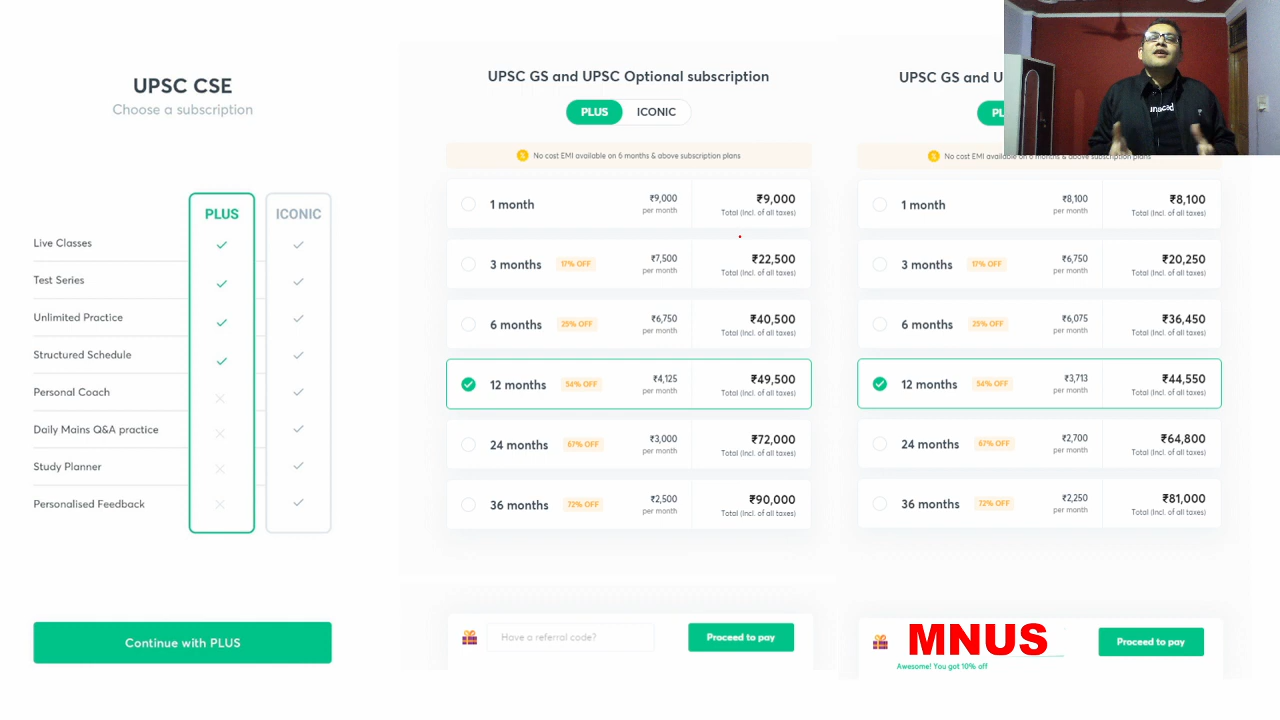 UPSC CSE
Choose a subscription
PLUS
ICONIC
Live Classes
Test Series
Unlimited Practice
Structured Schedule
Personal Coach
Daily Mains Q&A practice
Study Planner
Personalised Feedback
Continue with PLUS
UPSC GS and UPSC Optional subscription
PLUS ICONIC
No cost EMI available on 6 months & above subscription plans
1 month ₹9,000 ₹9,000
per month Total (Incl. of all taxes)
3 months 17% OFF ₹7,500 ₹22,500
per month Total (Incl. of all taxes)
6 months 25% OFF ₹6,750 ₹40,500
per month Total (Incl. of all taxes)
12 months 54% OFF ₹4,125 ₹49,500
per month Total (Incl. of all taxes)
24 months 67% OFF ₹3,000 ₹72,000
per month Total (Incl. of all taxes)
36 months 72% OFF ₹2,500 ₹90,000
per month Total (Incl. of all taxes)
Have a referral code? Proceed to pay
UPSC GS and U
PL
No cost EMI available on 6 months & above subscription plans
1 month ₹8,100 ₹8,100
per month Total (Incl. of all taxes)
3 months 17% OFF ₹6,750 ₹20,250
per month Total (Incl. of all taxes)
6 months 25% OFF ₹6,075 ₹36,450
per month Total (Incl. of all taxes)
12 months 54% OFF ₹3,713 ₹44,550
per month Total (Incl. of all taxes)
24 months 67% OFF ₹2,700 ₹64,800
per month Total (Incl. of all taxes)
36 months 72% OFF ₹2,250 ₹81,000
per month Total (Incl. of all taxes)
MNUS Proceed to pay
Awesome! You got 10% off